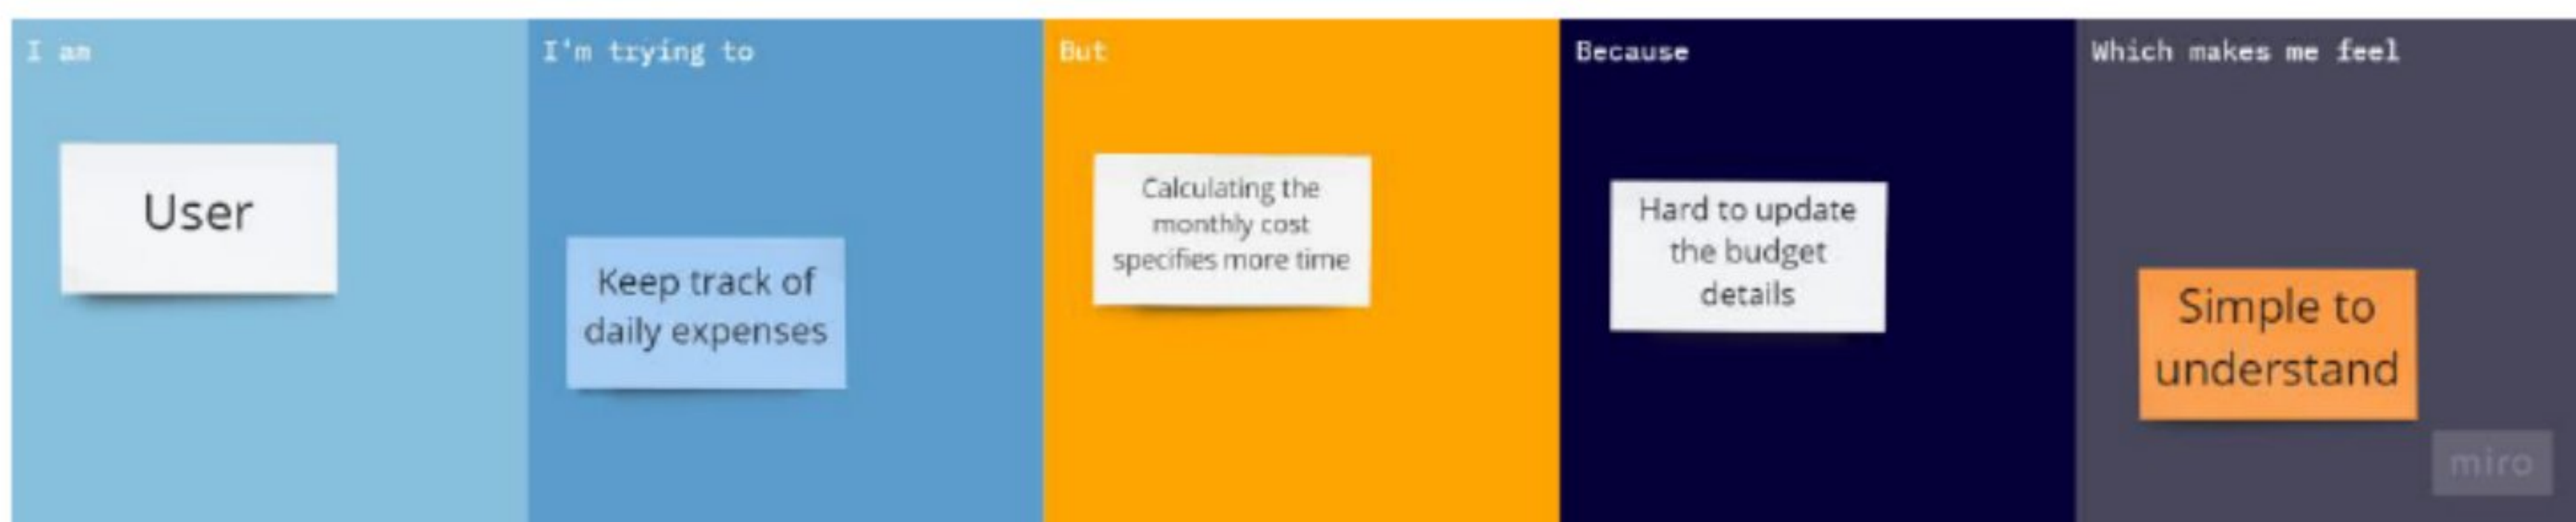 I am
User
I'm trying to
Keep track of
daily expenses
But
Calculating the
monthly cost
specifies more time
Because
Hard to update
the budget
details
Which makes me feel
Simple to
understand
miro